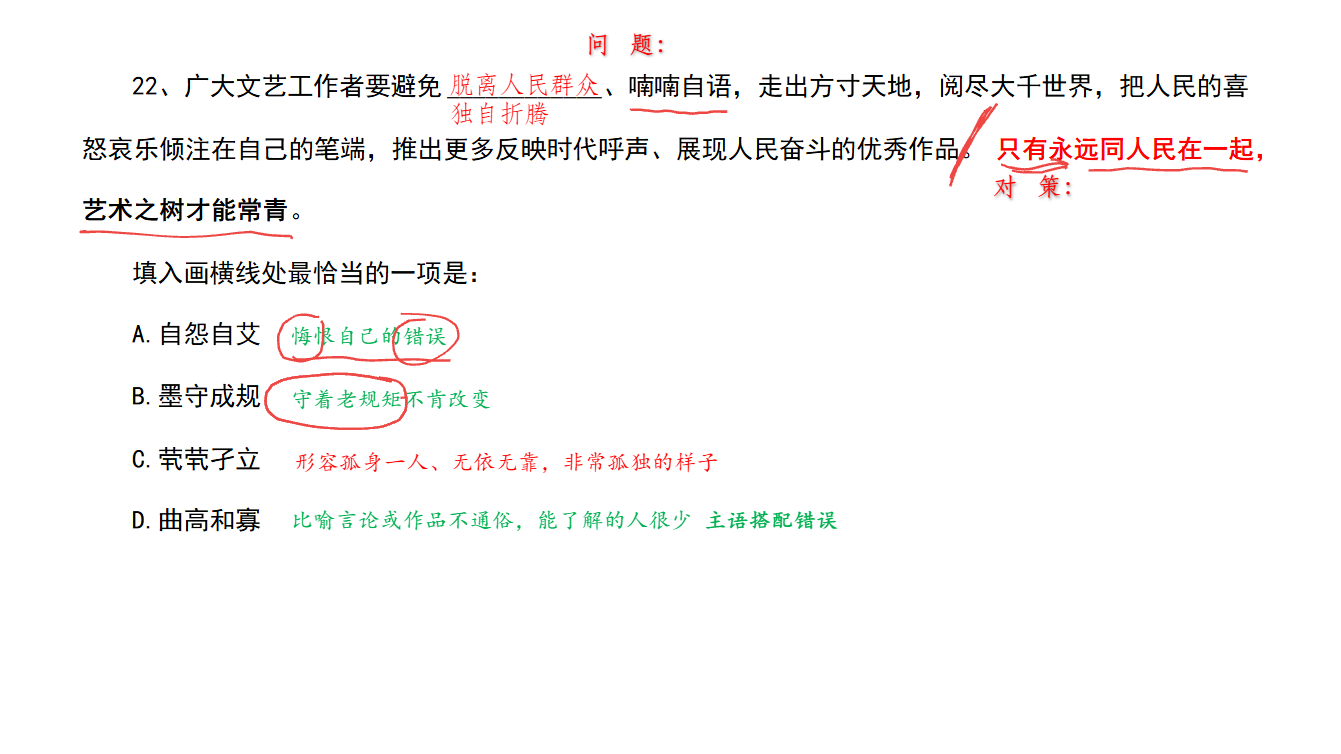 问 题：
22、广大文艺工作者要避免 脱离人民群众 、喃喃自语，走出方寸天地，阅尽大千世界，把人民的喜
独自折腾
怒哀乐倾注在自己的笔端，推出更多反映时代呼声、展现人民奋斗的优秀作品。 只有永远同人民在一起，
对 策：
艺术之树才能常青。
填入画横线处最恰当的一项是：
A. 自怨自艾 悔恨自己的错误
B. 墨守成规 守着老规矩不肯改变
C. 茕茕孑立 形容孤身一人、无依无靠，非常孤独的样子
D. 曲高和寡 比喻言论或作品不通俗，能了解的人很少 主语搭配错误